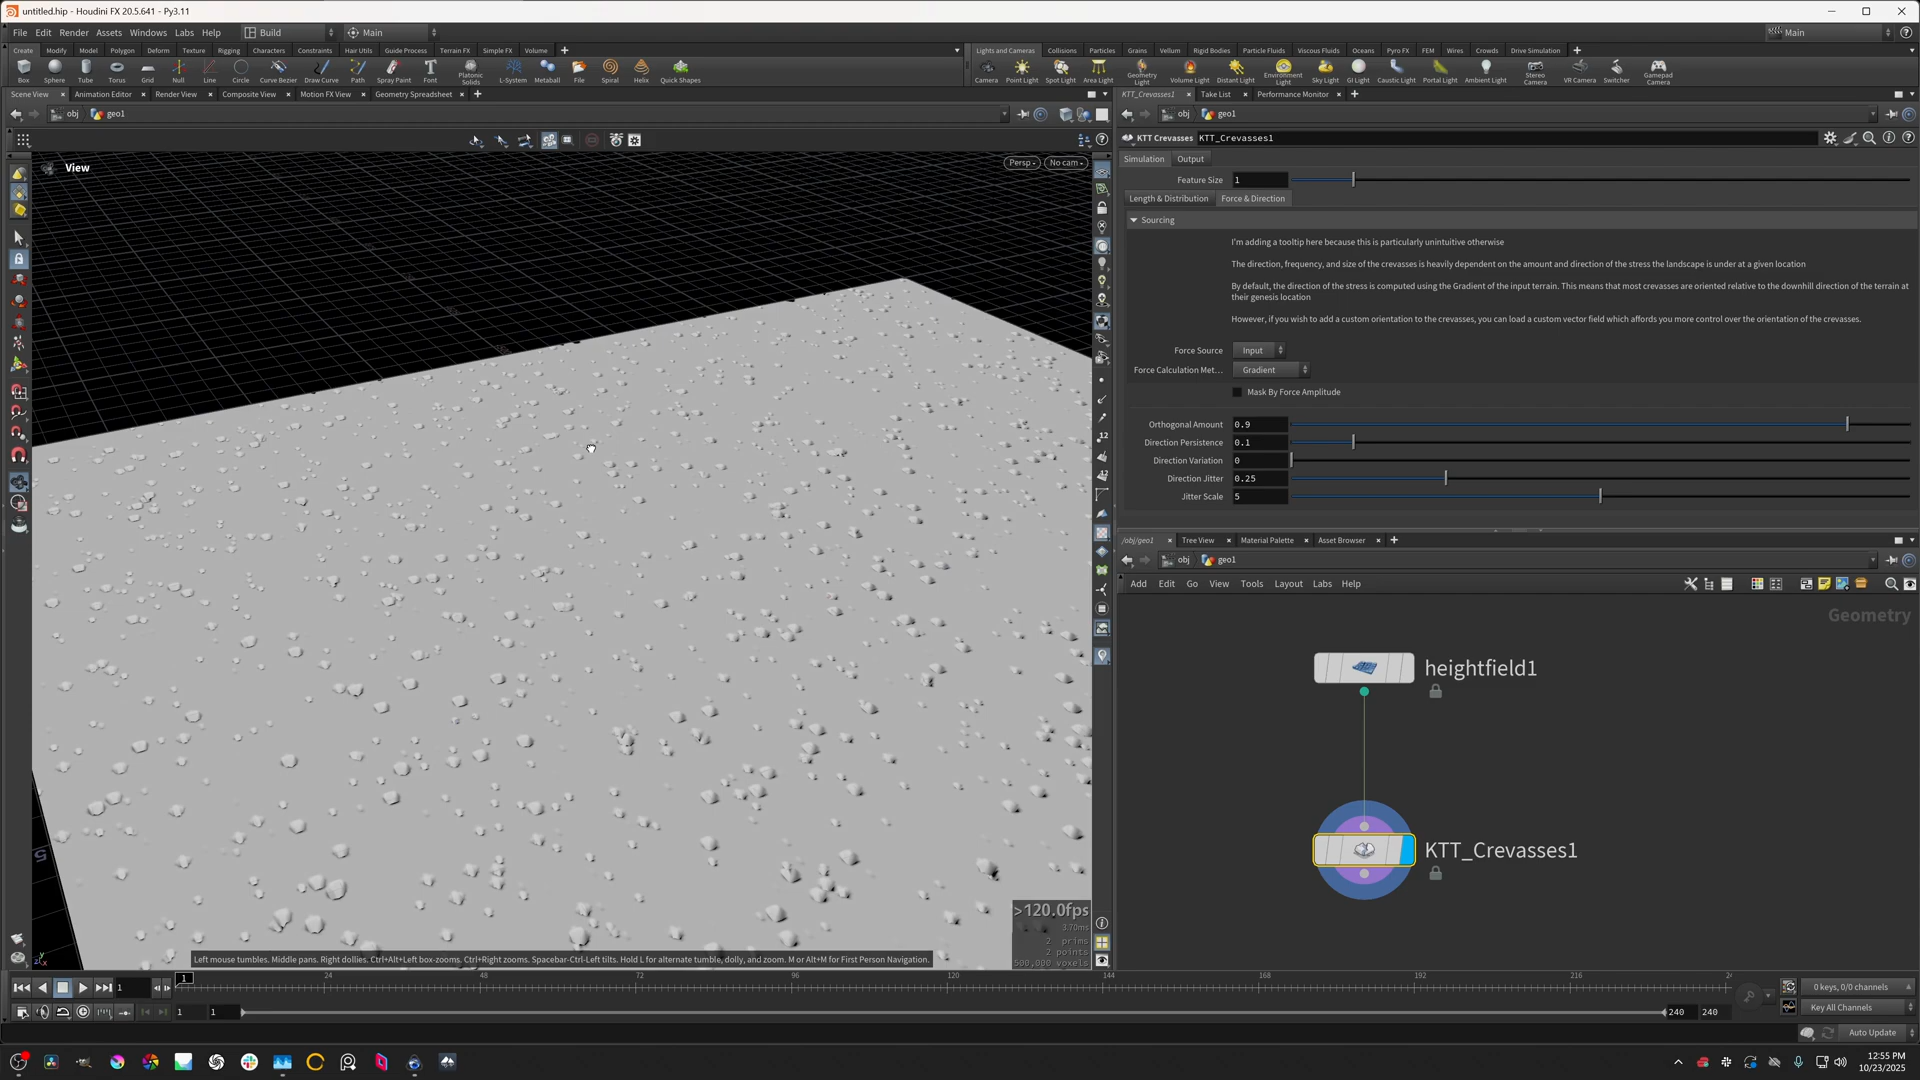 untitled.hip - Houdini FX 20.5.641 - Py3.11
File Edit Render Assets Windows Labs Help Build Main Main
Create Modify Model Polygon Deform Texture Rigging Characters Constraints Hair Utils Guide Process Terrain FX Simple FX Volume
Lights and Cameras Collisions Particles Grains Vellum Rigid Bodies Particle Fluids Viscous Fluids Oceans Pyro FX FEM Wires Crowds Drive Simulation
Box Sphere Tube Torus Grid Null Line Circle Curve Bezier Draw Curve Path Spray Paint Font Platonic Solids L-System Metaball File Spiral Helix Quick Shapes
Camera Point Light Spot Light Area Light Geometry Light Volume Light Distant Light Environment Light Sky Light GI Light Caustic Light Portal Light Ambient Light Stereo Camera VR Camera Switcher Gamepad Camera
Scene View Animation Editor Render View Composite View Motion FX View Geometry Spreadsheet
KTT_Crevasses1 Take List Performance Monitor
obj geo1
obj geo1
KTT Crevasses KTT_Crevasses1
View
Persp No cam
Simulation Output
Feature Size 1
Length & Distribution Force & Direction
Sourcing
I'm adding a tooltip here because this is particularly unintuitive otherwise
The direction, frequency, and size of the crevasses is heavily dependent on the amount and direction of the stress the landscape is under at a given location
By default, the direction of the stress is computed using the Gradient of the input terrain. This means that most crevasses are oriented relative to the downhill direction of the terrain at
their genesis location
However, if you wish to add a custom orientation to the crevasses, you can load a custom vector field which affords you more control over the orientation of the crevasses.
Force Source Input
Force Calculation Met... Gradient
Mask By Force Amplitude
Orthogonal Amount 0.9
Direction Persistence 0.1
Direction Variation 0
Direction Jitter 0.25
Jitter Scale 5
/obj/geo1 Tree View Material Palette Asset Browser
obj geo1
Add Edit Go View Tools Layout Labs Help
Geometry
heightfield1
KTT_Crevasses1
5
>120.0fps
3.70ms
2 prims
2 points
500,000 voxels
Left mouse tumbles. Middle pans. Right dollies. Ctrl+Alt+Left box-zooms. Ctrl+Right zooms. Spacebar-Ctrl-Left tilts. Hold L for alternate tumble, dolly, and zoom. M or Alt+M for First Person Navigation.
1 1 24 48 72 96 120 144 168 192 216
0 keys, 0/0 channels
1 1 240 240
Key All Channels
Auto Update
12:55 PM
10/23/2025